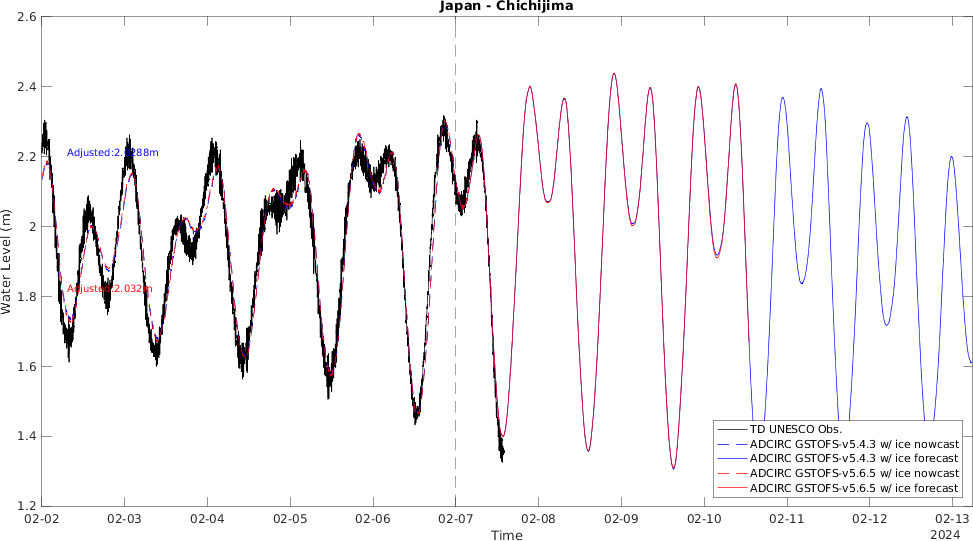 Japan - Chichijima
2.6
2.4
2.2
2
1.8
1.6
1.4
1.2
Water Level (m)
Adjusted:2.0288m
Adjusted:2.032m
TD UNESCO Obs.
ADCIRC GSTOFS-v5.4.3 w/ ice nowcast
ADCIRC GSTOFS-v5.4.3 w/ ice forecast
ADCIRC GSTOFS-v5.6.5 w/ ice nowcast
ADCIRC GSTOFS-v5.6.5 w/ ice forecast
02-02 02-03 02-04 02-05 02-06 02-07 02-08 02-09 02-10 02-11 02-12 02-13
Time
2024